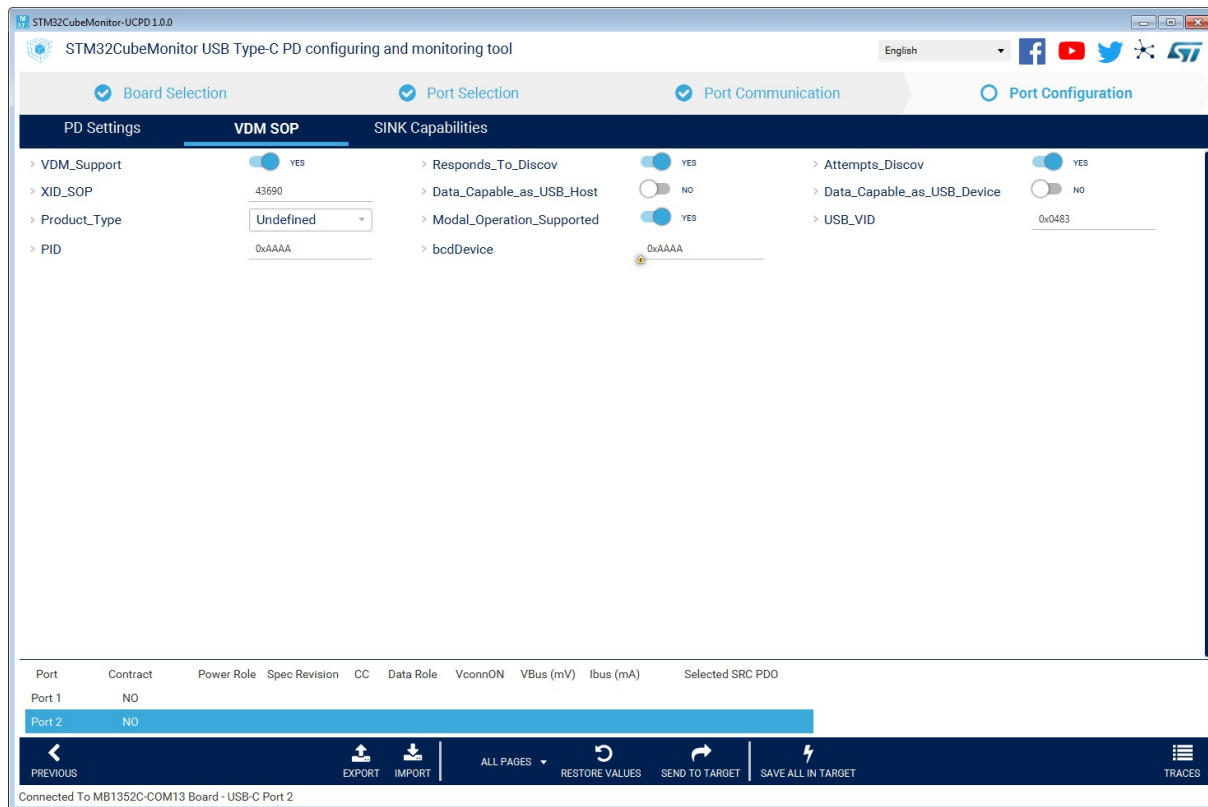 STM32CubeMonitor-UCPD 1.0.0
STM32CubeMonitor USB Type-C PD configuring and monitoring tool
English
Board Selection
Port Selection
Port Communication
Port Configuration
PD Settings
VDM SOP
SINK Capabilities
VDM_Support YES
Responds_To_Discov YES
Attempts_Discov YES
XID_SOP 43690
Data_Capable_as_USB_Host NO
Data_Capable_as_USB_Device NO
Product_Type Undefined
Modal_Operation_Supported YES
USB_VID 0x0483
PID 0xAAAA
bcdDevice 0xAAAA
Port Contract Power Role Spec Revision CC Data Role VconnON VBus (mV) Ibus (mA) Selected SRC PDO
Port 1 NO
Port 2 NO
PREVIOUS
EXPORT
IMPORT
ALL PAGES
RESTORE VALUES
SEND TO TARGET
SAVE ALL IN TARGET
TRACES
Connected To MB1352C-COM13 Board - USB-C Port 2